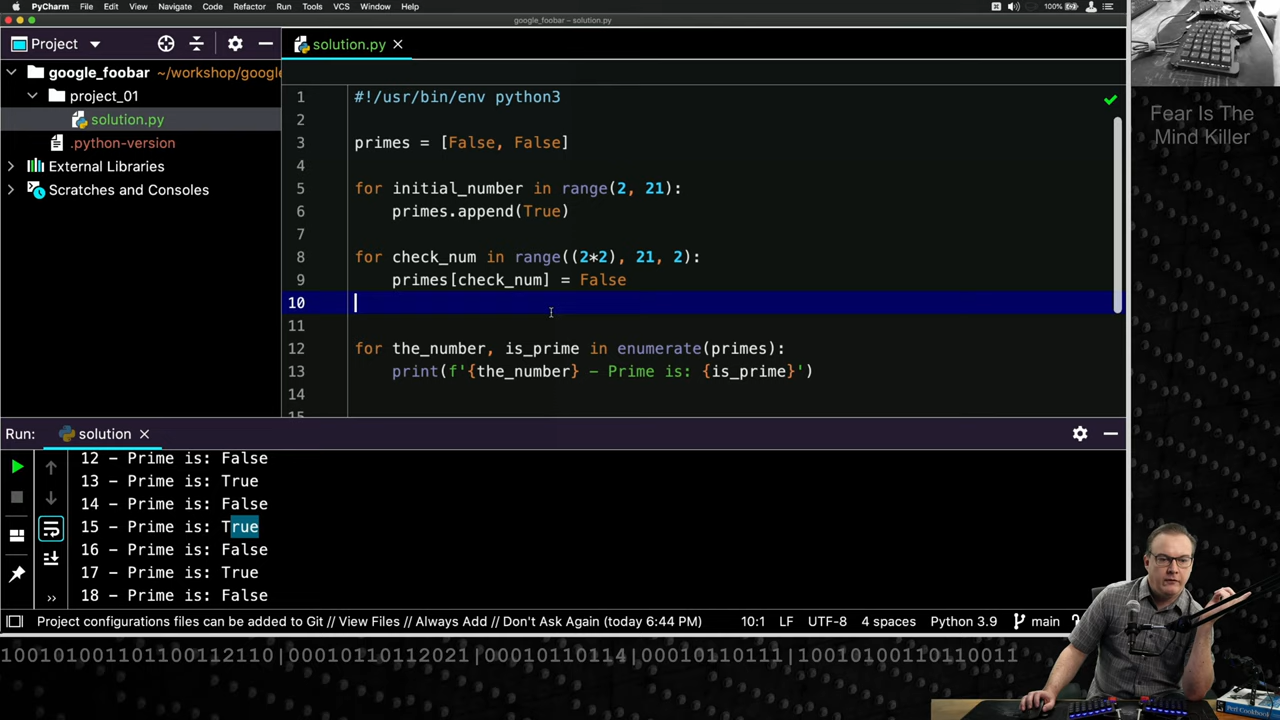 PyCharm File Edit View Navigate Code Refactor Run Tools VCS Window Help 100%
google_foobar – solution.py
Project
solution.py
google_foobar ~/workshop/googl
project_01
solution.py
.python-version
External Libraries
Scratches and Consoles
1 #!/usr/bin/env python3
2
3 primes = [False, False]
4
5 for initial_number in range(2, 21):
6 primes.append(True)
7
8 for check_num in range((2*2), 21, 2):
9 primes[check_num] = False
10
11
12 for the_number, is_prime in enumerate(primes):
13 print(f'{the_number} – Prime is: {is_prime}')
14
15
Fear Is The
Mind Killer
Run: solution
12 – Prime is: False
13 – Prime is: True
14 – Prime is: False
15 – Prime is: True
16 – Prime is: False
17 – Prime is: True
18 – Prime is: False
Project configurations files can be added to Git // View Files // Always Add // Don't Ask Again (today 6:44 PM) 10:1 LF UTF-8 4 spaces Python 3.9 main
Perl Cookbook